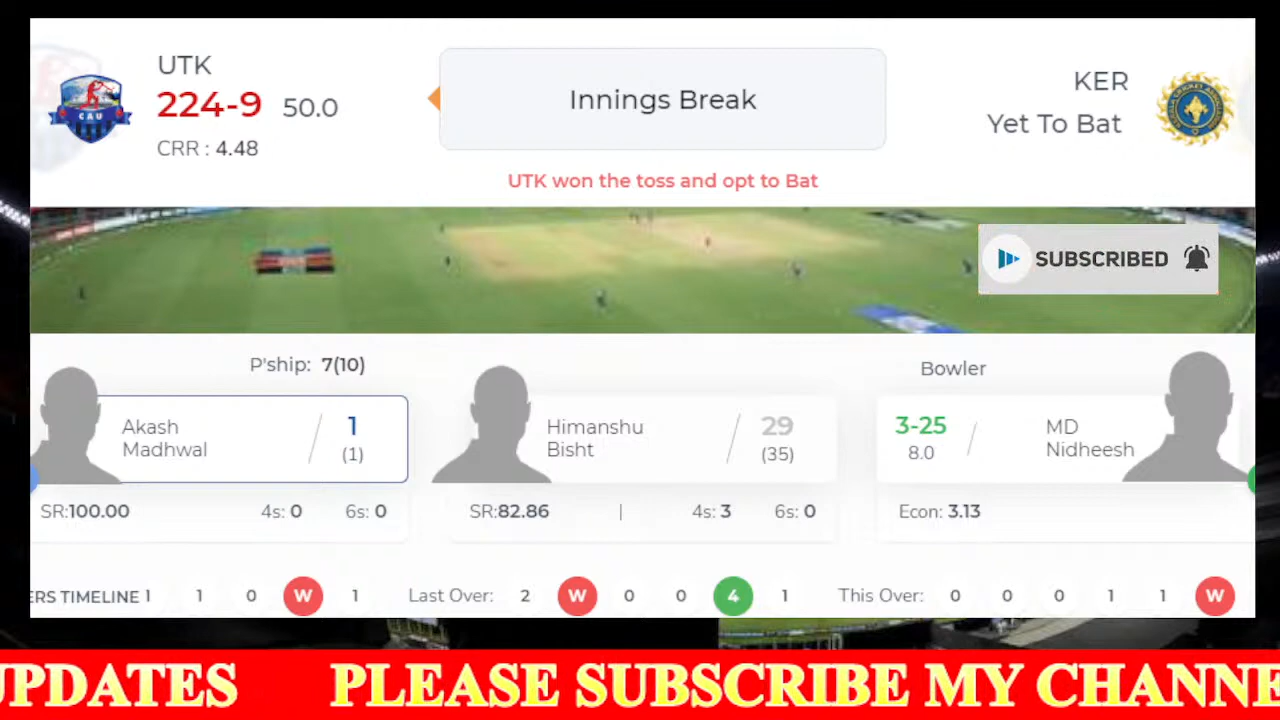 UTK
224-9 50.0
CRR : 4.48
CAU
Innings Break
UTK won the toss and opt to Bat
KER
Yet To Bat
SUBSCRIBED
P'ship: 7(10)
Akash
Madhwal
1
(1)
SR:100.00 4s: 0 6s: 0
Himanshu
Bisht
29
(35)
SR:82.86 | 4s: 3 6s: 0
Bowler
3-25
8.0
MD
Nidheesh
Econ: 3.13
ERS TIMELINE 1 1 0 W 1 Last Over: 2 W 0 0 4 1 This Over: 0 0 0 1 1 W
UPDATES PLEASE SUBSCRIBE MY CHANNE